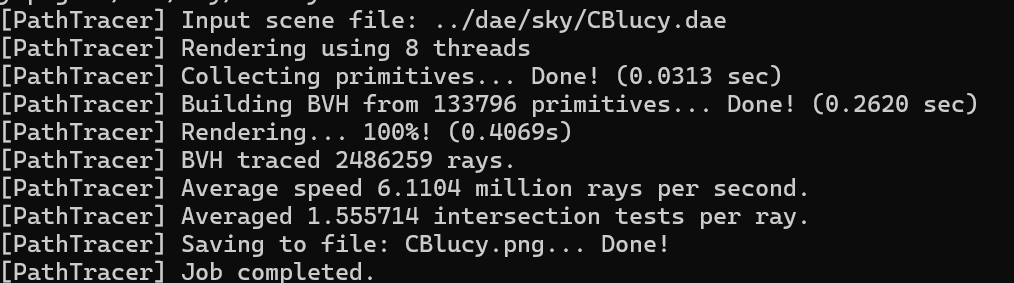 [PathTracer] Input scene file: ../dae/sky/CBlucy.dae
[PathTracer] Rendering using 8 threads
[PathTracer] Collecting primitives... Done! (0.0313 sec)
[PathTracer] Building BVH from 133796 primitives... Done! (0.2620 sec)
[PathTracer] Rendering... 100%! (0.4069s)
[PathTracer] BVH traced 2486259 rays.
[PathTracer] Average speed 6.1104 million rays per second.
[PathTracer] Averaged 1.555714 intersection tests per ray.
[PathTracer] Saving to file: CBlucy.png... Done!
[PathTracer] Job completed.